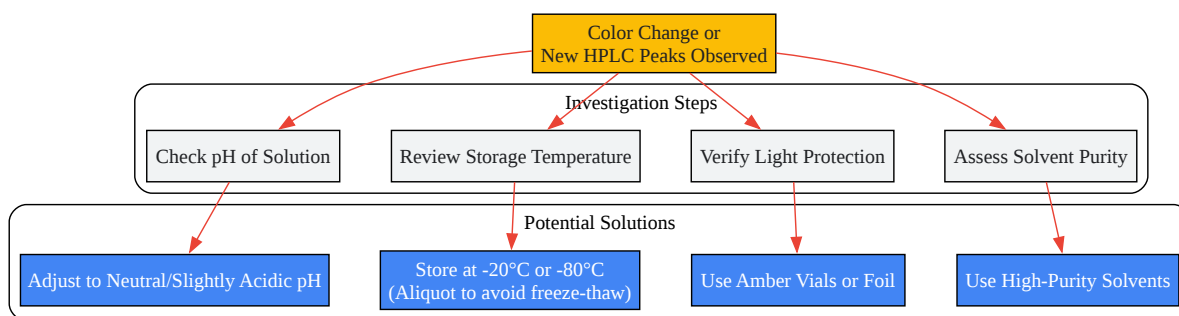 Color Change or
New HPLC Peaks Observed
Investigation Steps
Check pH of Solution
Review Storage Temperature
Verify Light Protection
Assess Solvent Purity
Potential Solutions
Adjust to Neutral/Slightly Acidic pH
Store at -20°C or -80°C
(Aliquot to avoid freeze-thaw)
Use Amber Vials or Foil
Use High-Purity Solvents